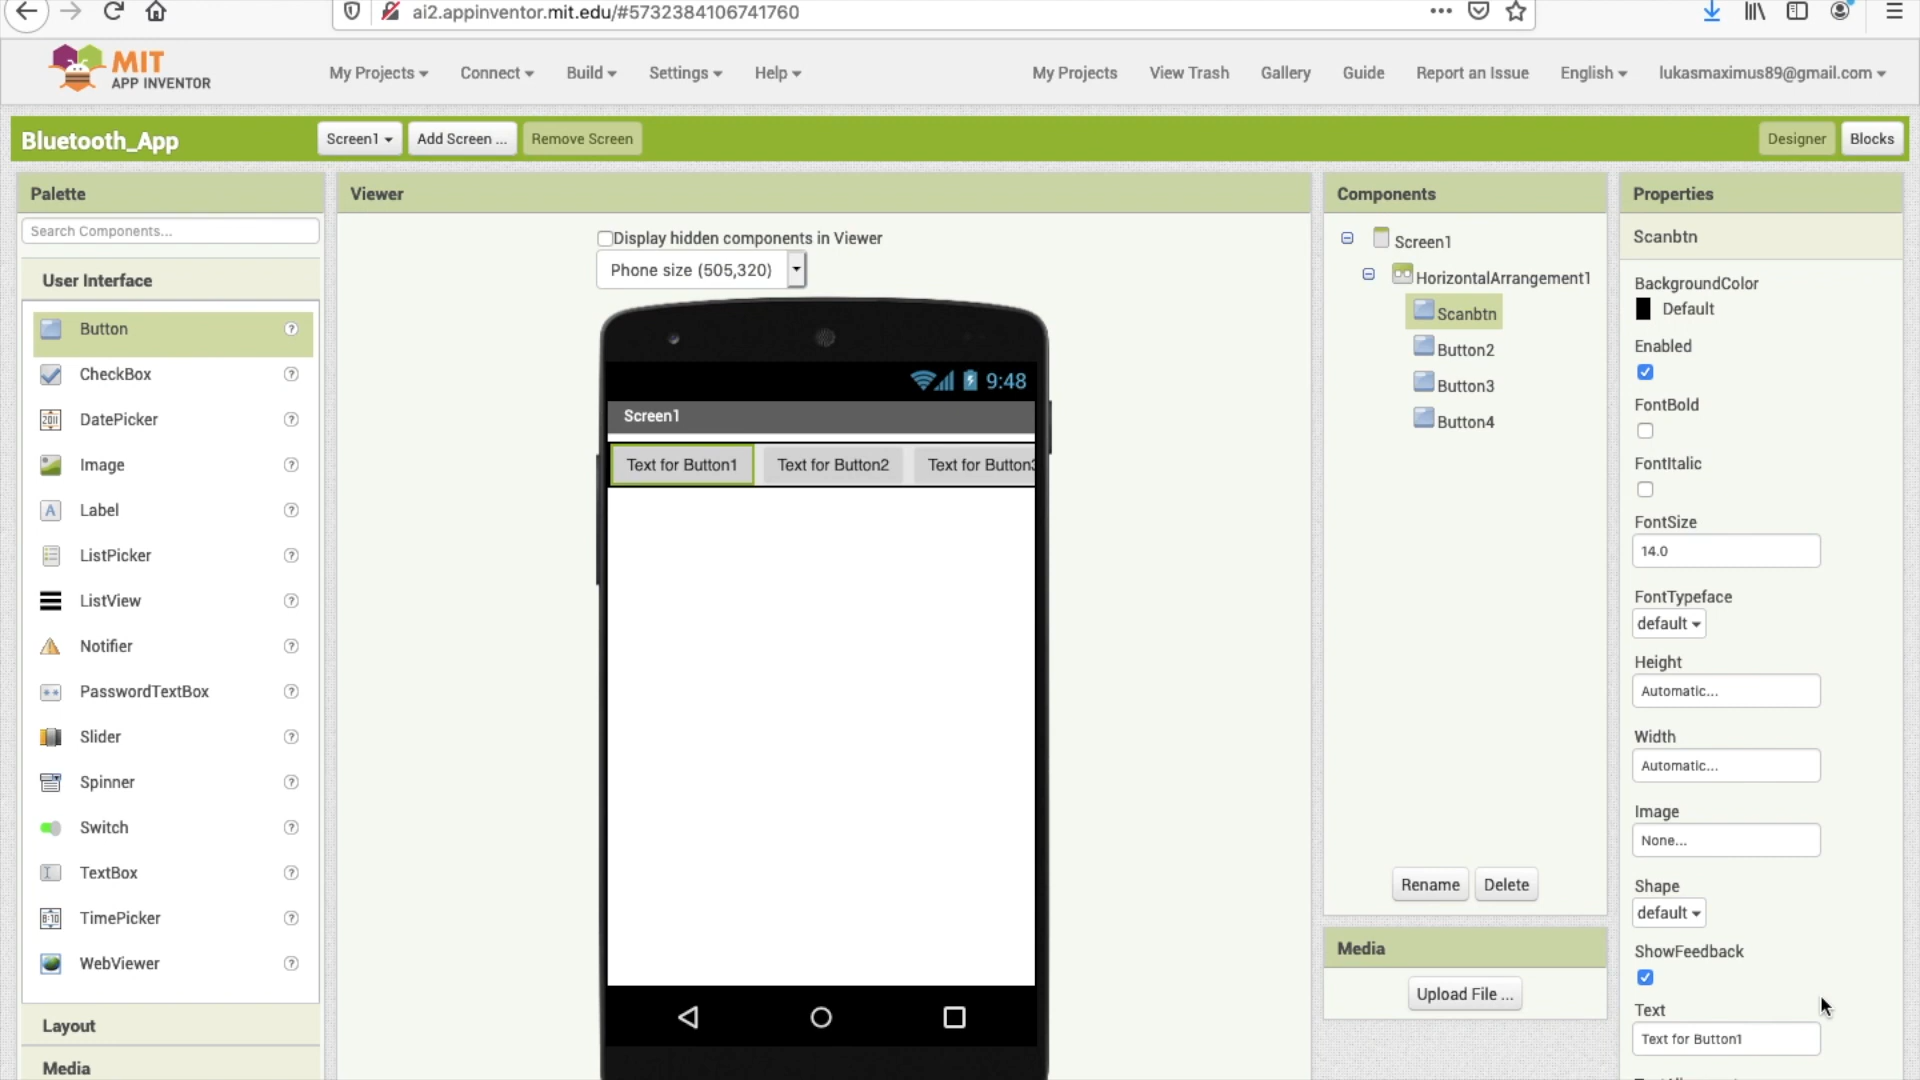 ai2.appinventor.mit.edu/#5732384106741760
MIT
APP INVENTOR
My Projects
Connect
Build
Settings
Help
My Projects
View Trash
Gallery
Guide
Report an Issue
English
lukasmaximus89@gmail.com
Bluetooth_App
Screen1
Add Screen ...
Remove Screen
Designer
Blocks
Palette
Search Components...
User Interface
Button
CheckBox
DatePicker
Image
Label
ListPicker
ListView
Notifier
PasswordTextBox
Slider
Spinner
Switch
TextBox
TimePicker
WebViewer
Layout
Media
Viewer
Display hidden components in Viewer
Phone size (505,320)
9:48
Screen1
Text for Button1
Text for Button2
Text for Button3
Components
Screen1
HorizontalArrangement1
Scanbtn
Button2
Button3
Button4
Rename
Delete
Media
Upload File ...
Properties
Scanbtn
BackgroundColor
Default
Enabled
FontBold
FontItalic
FontSize
14.0
FontTypeface
default
Height
Automatic...
Width
Automatic...
Image
None...
Shape
default
ShowFeedback
Text
Text for Button1